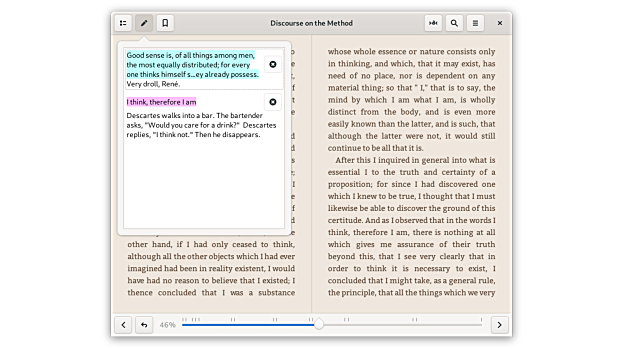 Discourse on the Method
Good sense is, of all things among men,
the most equally distributed; for every
one thinks himself s…ey already possess.
Very droll, René.
I think, therefore I am
Descartes walks into a bar. The bartender
asks, "Would you care for a drink?" Descartes
replies, "I think not." Then he disappears.
other hand, if I had only ceased to think,
although all the other objects which I had ever
imagined had been in reality existent, I would
have had no reason to believe that I existed; I
thence concluded that I was a substance
whose whole essence or nature consists only
in thinking, and which, that it may exist, has
need of no place, nor is dependent on any
material thing; so that " I," that is to say, the
mind by which I am what I am, is wholly
distinct from the body, and is even more
easily known than the latter, and is such, that
although the latter were not, it would still
continue to be all that it is.
After this I inquired in general into what is
essential to the truth and certainty of a
proposition; for since I had discovered one
which I knew to be true, I thought that I must
likewise be able to discover the ground of this
certitude. And as I observed that in the words I
think, therefore I am, there is nothing at all
which gives me assurance of their truth
beyond this, that I see very clearly that in
order to think it is necessary to exist, I
concluded that I might take, as a general rule,
the principle, that all the things which we very
46%